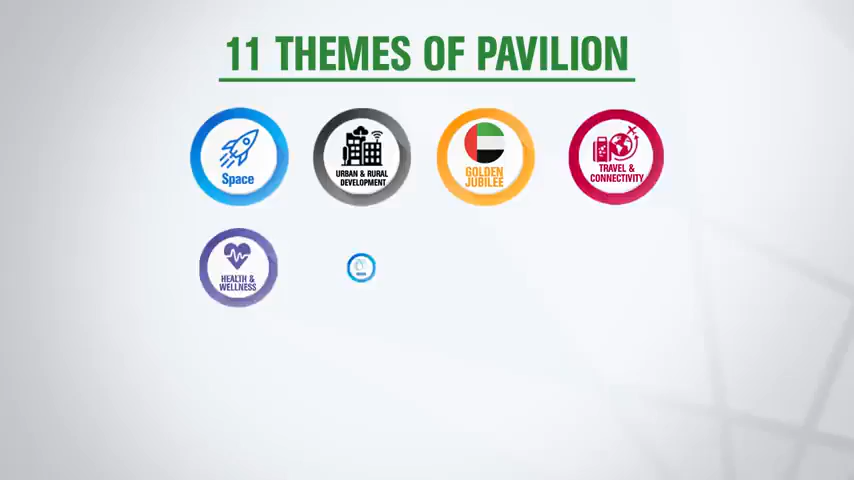 11 THEMES OF PAVILION
Space
URBAN & RURAL
DEVELOPMENT
GOLDEN
JUBILEE
TRAVEL &
CONNECTIVITY
HEALTH &
WELLNESS